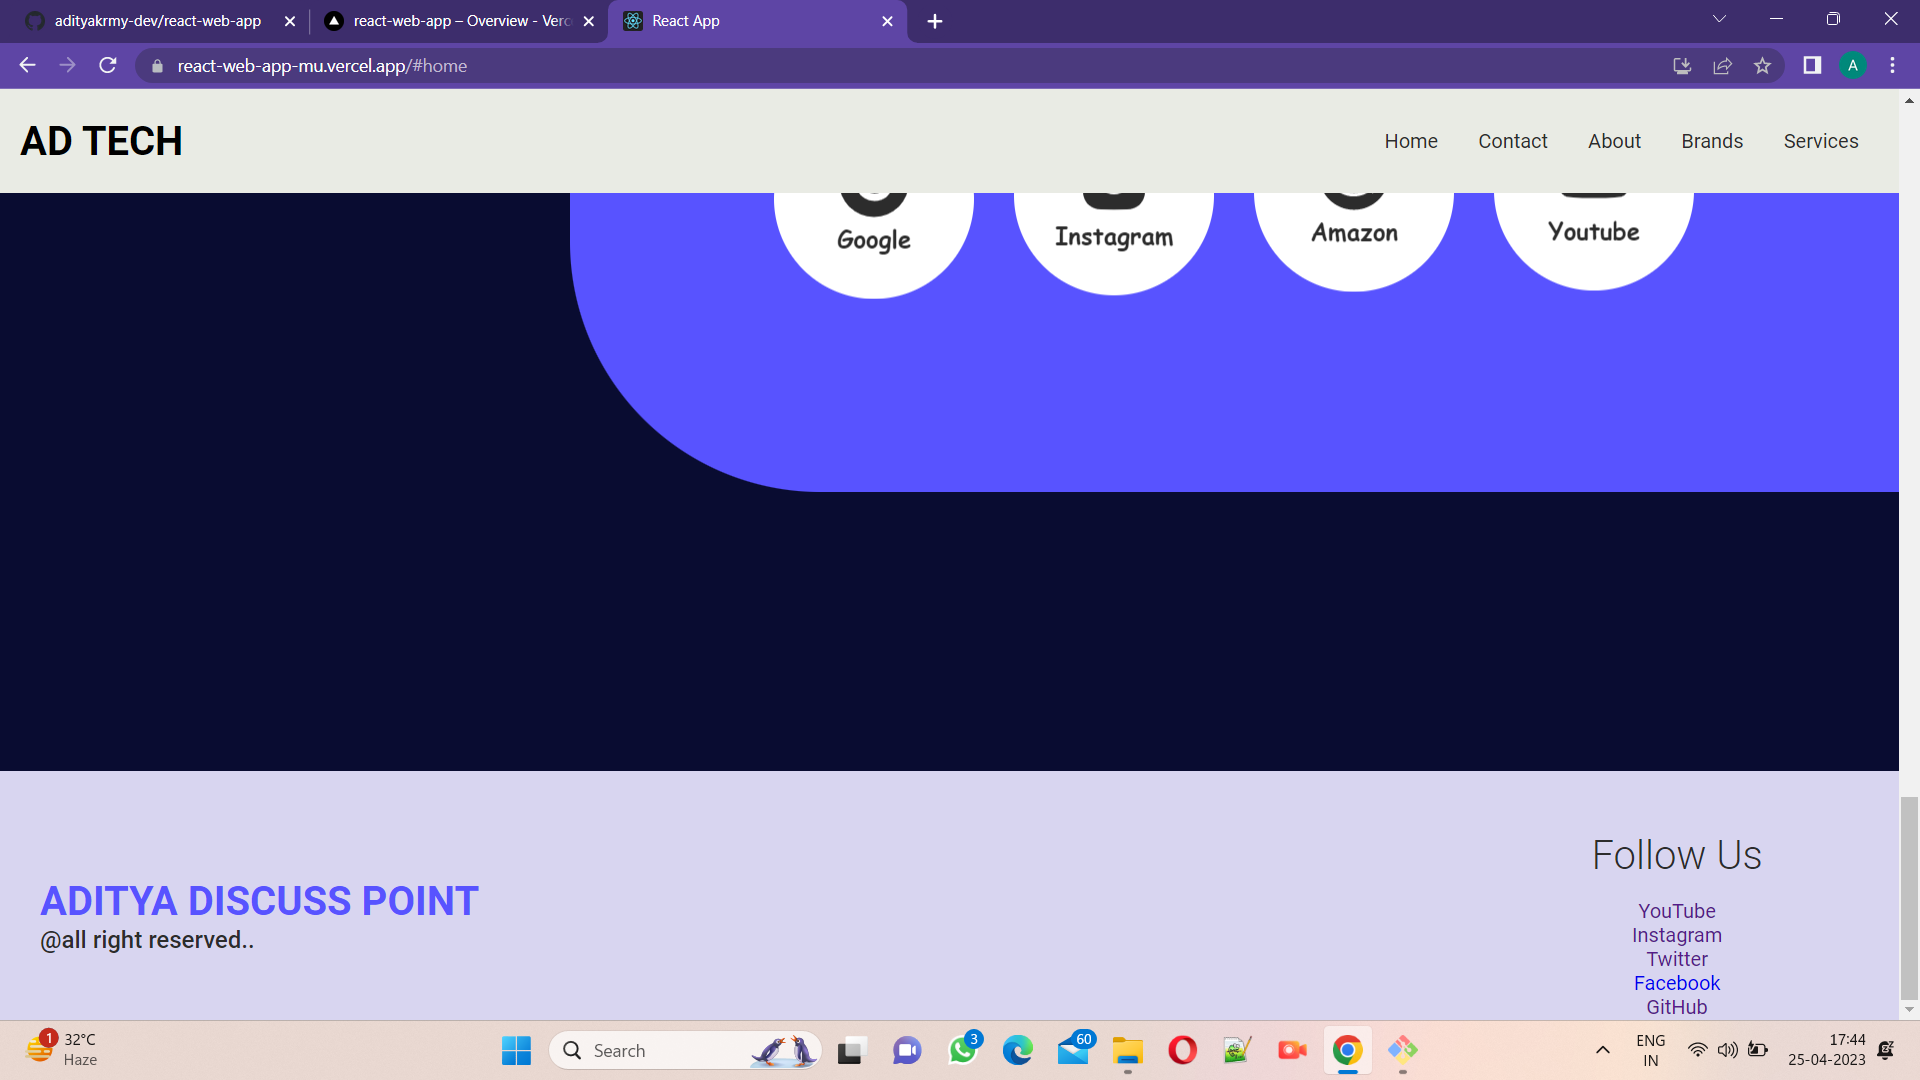 adityakrmy-dev/react-web-app
react-web-app – Overview - Verc
React App
react-web-app-mu.vercel.app/#home
A
AD TECH
Home Contact About Brands Services
Google Instagram Amazon Youtube
Follow Us
ADITYA DISCUSS POINT
@all right reserved..
YouTube
Instagram
Twitter
Facebook
GitHub
1
32°C
Haze
Search
3
60
ENG
IN
17:44
25-04-2023